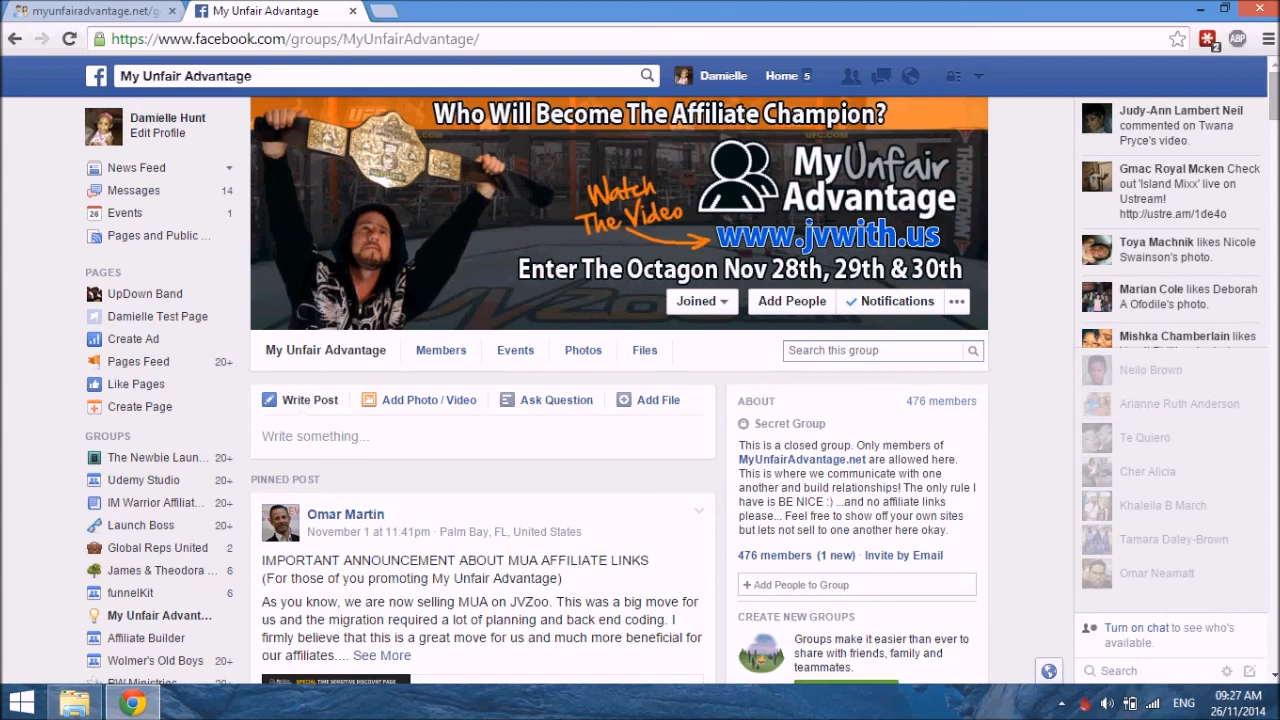 myunfairadvantage.net/g
My Unfair Advantage
https://www.facebook.com/groups/MyUnfairAdvantage/
2
ABP
My Unfair Advantage
Damielle
Home 5
Damielle Hunt
Edit Profile
News Feed
Messages 14
26 Events 1
Pages and Public ...
PAGES
UpDown Band
Damielle Test Page
Create Ad
Pages Feed 20+
Like Pages
Create Page
GROUPS
The Newbie Laun... 20+
Udemy Studio 20+
IM Warrior Affiliat... 20+
Launch Boss 20+
Global Reps United 2
James & Theodora ... 6
funnelKit 6
My Unfair Advant...
Affiliate Builder
Wolmer's Old Boys 20+
RW Ministries
Who Will Become The Affiliate Champion?
My Unfair
Advantage
Watch
The Video
www.jvwith.us
Enter The Octagon Nov 28th, 29th & 30th
Joined
Add People
Notifications
My Unfair Advantage Members Events Photos Files
Search this group
Write Post Add Photo / Video Ask Question Add File
Write something...
PINNED POST
Omar Martin
November 1 at 11:41pm · Palm Bay, FL, United States
IMPORTANT ANNOUNCEMENT ABOUT MUA AFFILIATE LINKS
(For those of you promoting My Unfair Advantage)
As you know, we are now selling MUA on JVZoo. This was a big move for
us and the migration required a lot of planning and back end coding. I
firmly believe that this is a great move for us and much more beneficial for
our affiliates.... See More
SPECIAL TIME SENSITIVE DISCOUNT PAGE
ABOUT 476 members
Secret Group
This is a closed group. Only members of
MyUnfairAdvantage.net are allowed here.
This is where we communicate with one
another and build relationships! The only rule I
have is BE NICE :) ...and no affiliate links
please... Feel free to show off your own sites
but lets not sell to one another here okay.
476 members (1 new) · Invite by Email
+ Add People to Group
CREATE NEW GROUPS
Groups make it easier than ever to
share with friends, family and
teammates.
Judy-Ann Lambert Neil
commented on Twana
Pryce's video.
Gmac Royal Mcken Check
out 'Island Mixx' live on
Ustream!
http://ustre.am/1de4o
Toya Machnik likes Nicole
Swainson's photo.
Marian Cole likes Deborah
A Ofodile's photo.
Mishka Chamberlain likes
Neilo Brown
Arianne Ruth Anderson
Te Quiero
Cher Alicia
Khaleila B March
Tamara Daley-Brown
Omar Nearnatt
Turn on chat to see who's
available.
Search
ENG
09:27 AM
26/11/2014